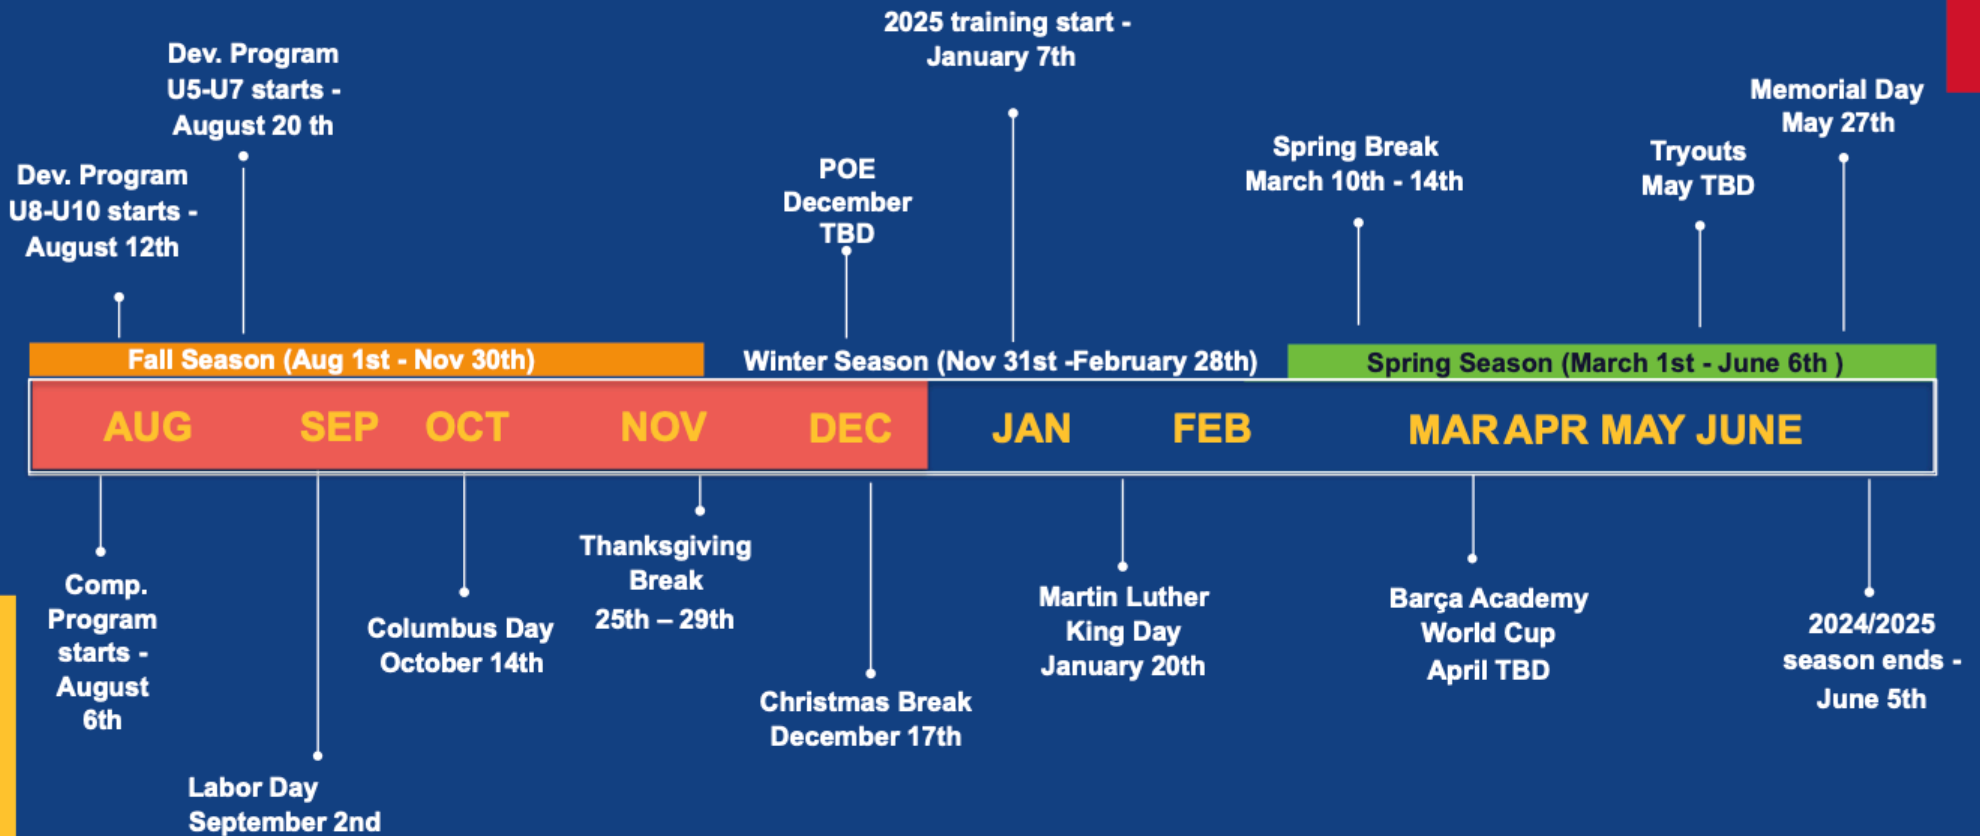 2025 training start -
January 7th
Dev. Program
U5-U7 starts -
August 20 th
Memorial Day
May 27th
Dev. Program
U8-U10 starts -
August 12th
POE
December
TBD
Spring Break
March 10th - 14th
Tryouts
May TBD
Fall Season (Aug 1st - Nov 30th)
Winter Season (Nov 31st -February 28th)
Spring Season (March 1st - June 6th )
AUG SEP OCT NOV DEC JAN FEB MAR APR MAY JUNE
Comp.
Program
starts -
August
6th
Labor Day
September 2nd
Columbus Day
October 14th
Thanksgiving
Break
25th – 29th
Christmas Break
December 17th
Martin Luther
King Day
January 20th
Barça Academy
World Cup
April TBD
2024/2025
season ends -
June 5th